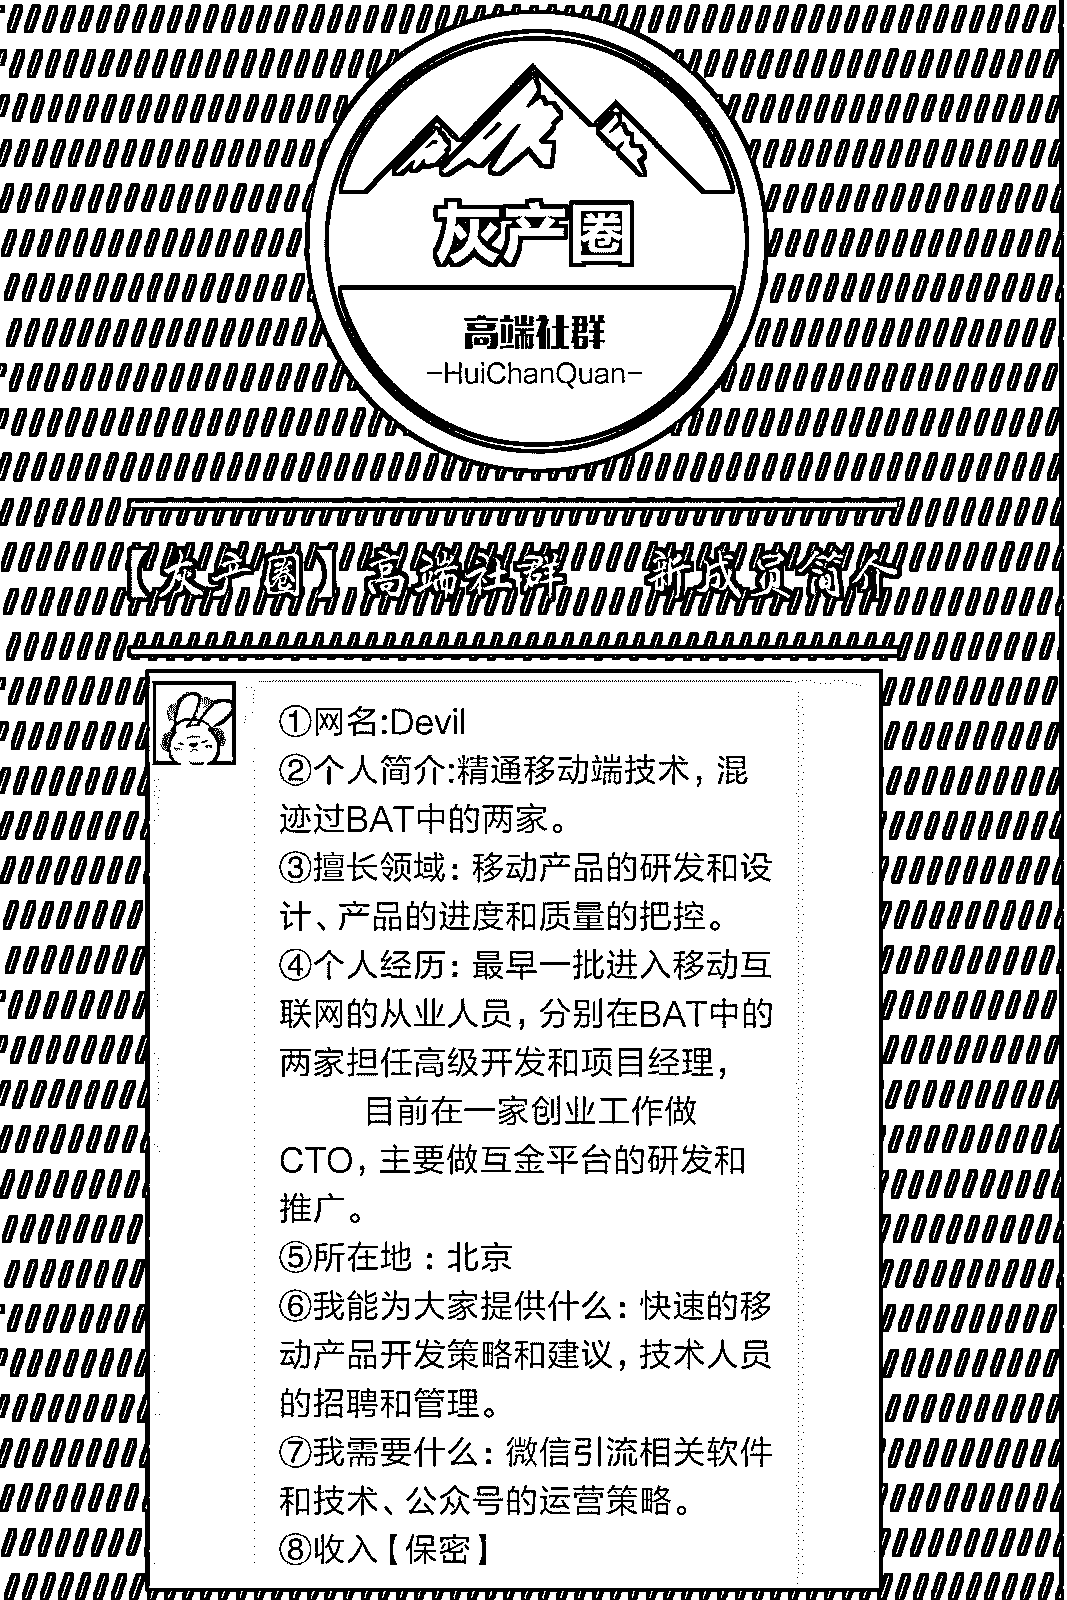 灰产圈
高端社群
-HuiChanQuan-
【灰产圈】高端社群 新成员简介
①网名:Devil
②个人简介:精通移动端技术，混
迹过BAT中的两家。
③擅长领域：移动产品的研发和设
计、产品的进度和质量的把控。
④个人经历：最早一批进入移动互
联网的从业人员，分别在BAT中的
两家担任高级开发和项目经理，
目前在一家创业工作做
CTO，主要做互金平台的研发和
推广。
⑤所在地：北京
⑥我能为大家提供什么：快速的移
动产品开发策略和建议，技术人员
的招聘和管理。
⑦我需要什么：微信引流相关软件
和技术、公众号的运营策略。
⑧收入【保密】